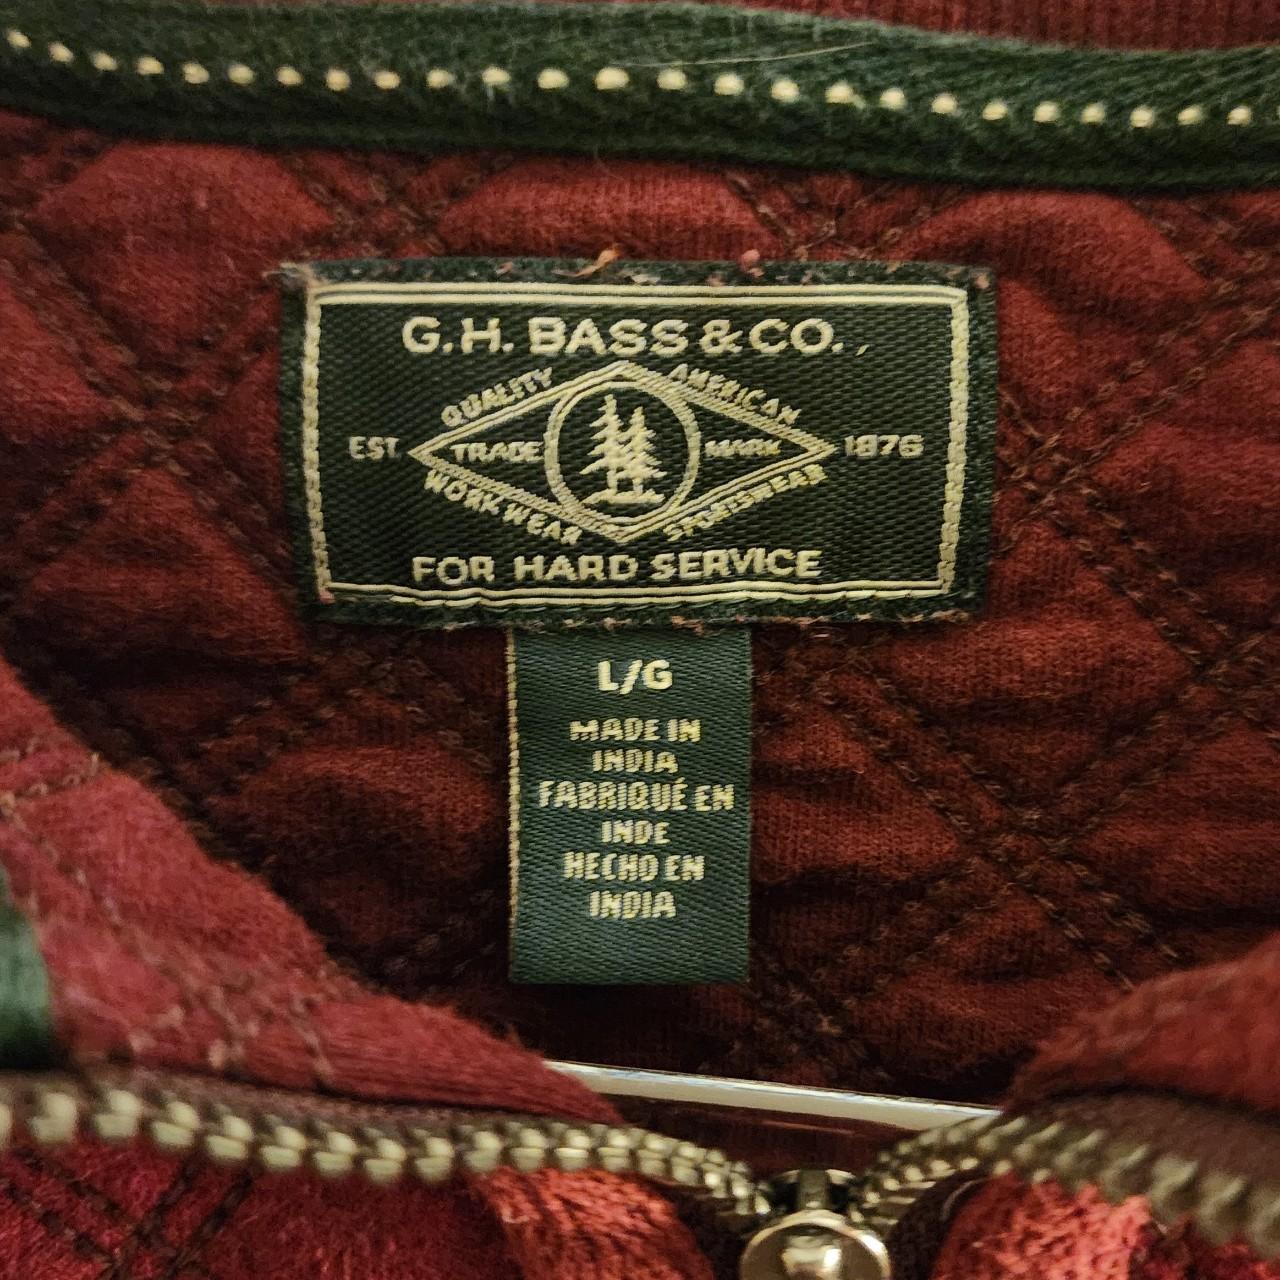 G.H. BASS & CO.
QUALITY AMERICAN
EST. TRADE MARK 1876
WORKWEAR SPORTSWEAR
FOR HARD SERVICE
L/G
MADE IN
INDIA
FABRIQUÉ EN
INDE
HECHO EN
INDIA